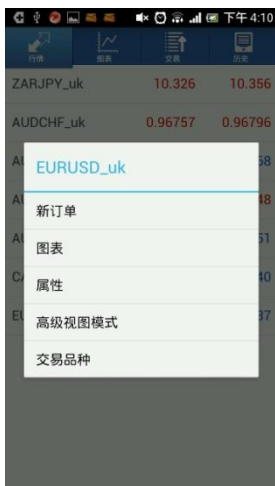 下午 4:10
行情 图表 交易 历史
ZARJPY_uk 10.326 10.356
AUDCHF_uk 0.96757 0.96796
EURUSD_uk
新订单
图表
属性
高级视图模式
交易品种